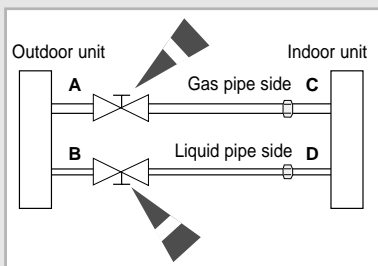 Outdoor unit
Indoor unit
A
Gas pipe side
C
B
Liquid pipe side
D